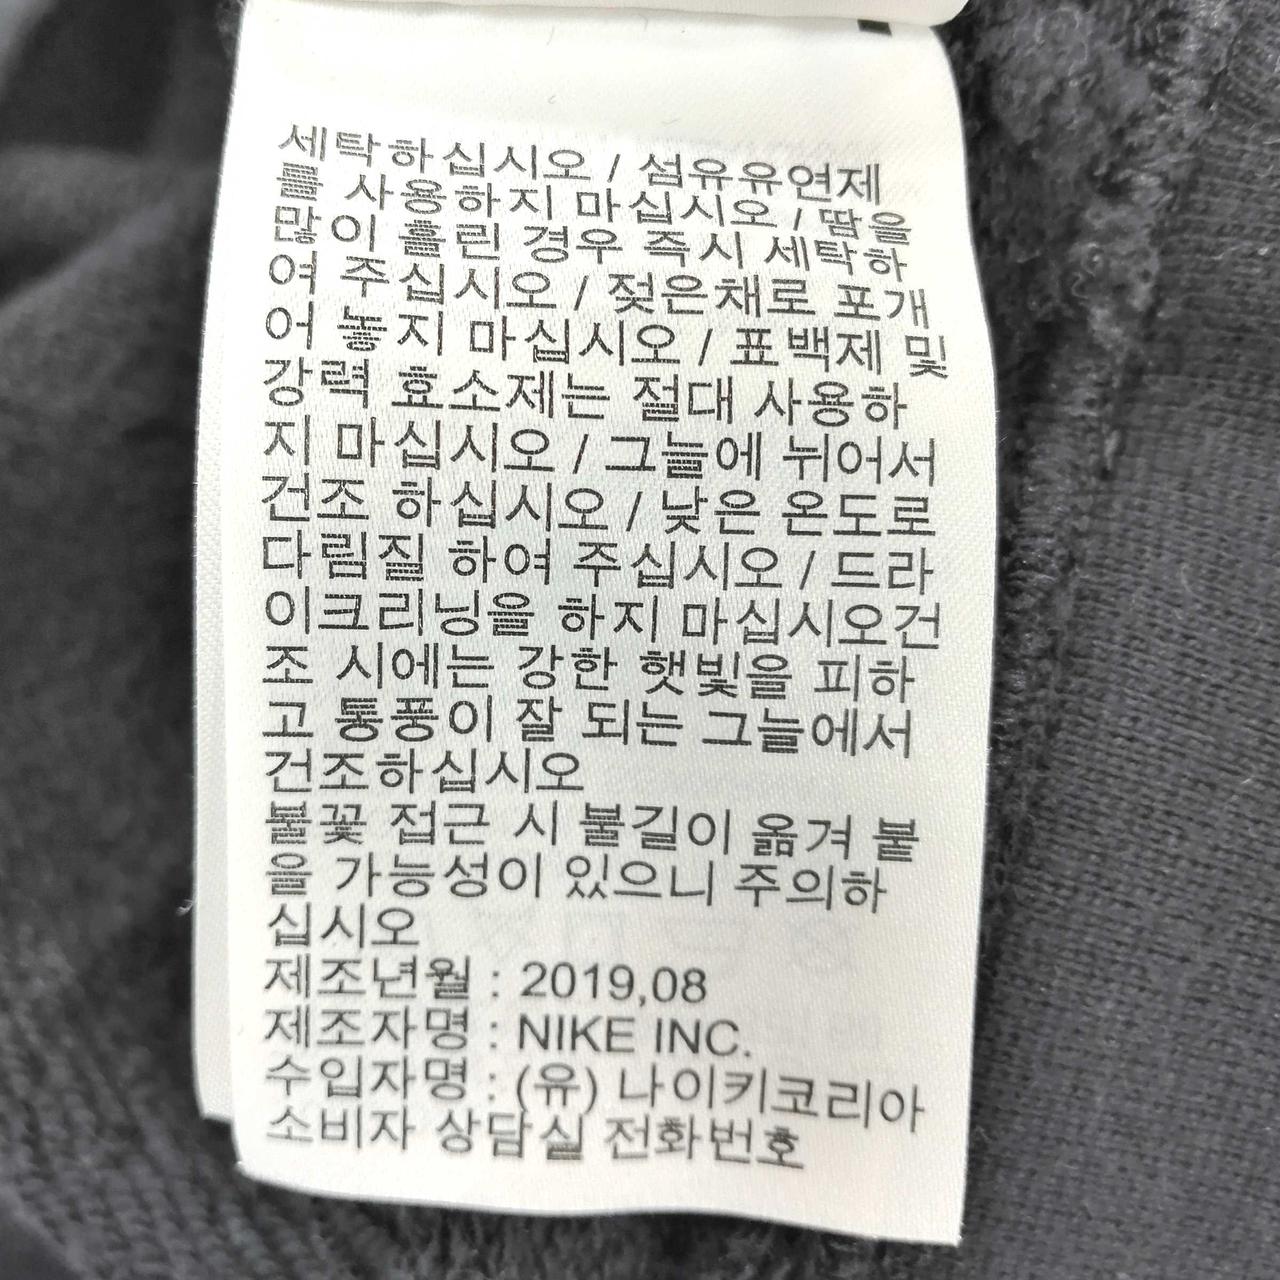 세탁하십시오 / 섬유유연제
를 사용하지 마십시오 / 땀을
많이 흘린 경우 즉시 세탁하
여 주십시오 / 젖은채로 포개
어 놓지 마십시오 / 표백제 및
강력 효소제는 절대 사용하
지 마십시오 / 그늘에 뉘어서
건조 하십시오 / 낮은 온도로
다림질 하여 주십시오 / 드라
이크리닝을 하지 마십시오건
조 시에는 강한 햇빛을 피하
고 통풍이 잘 되는 그늘에서
건조하십시오
불꽃 접근 시 불길이 옮겨 붙
을 가능성이 있으니 주의하
십시오
제조년월 : 2019,08
제조자명 : NIKE INC.
수입자명 : (유) 나이키코리아
소비자 상담실 전화번호